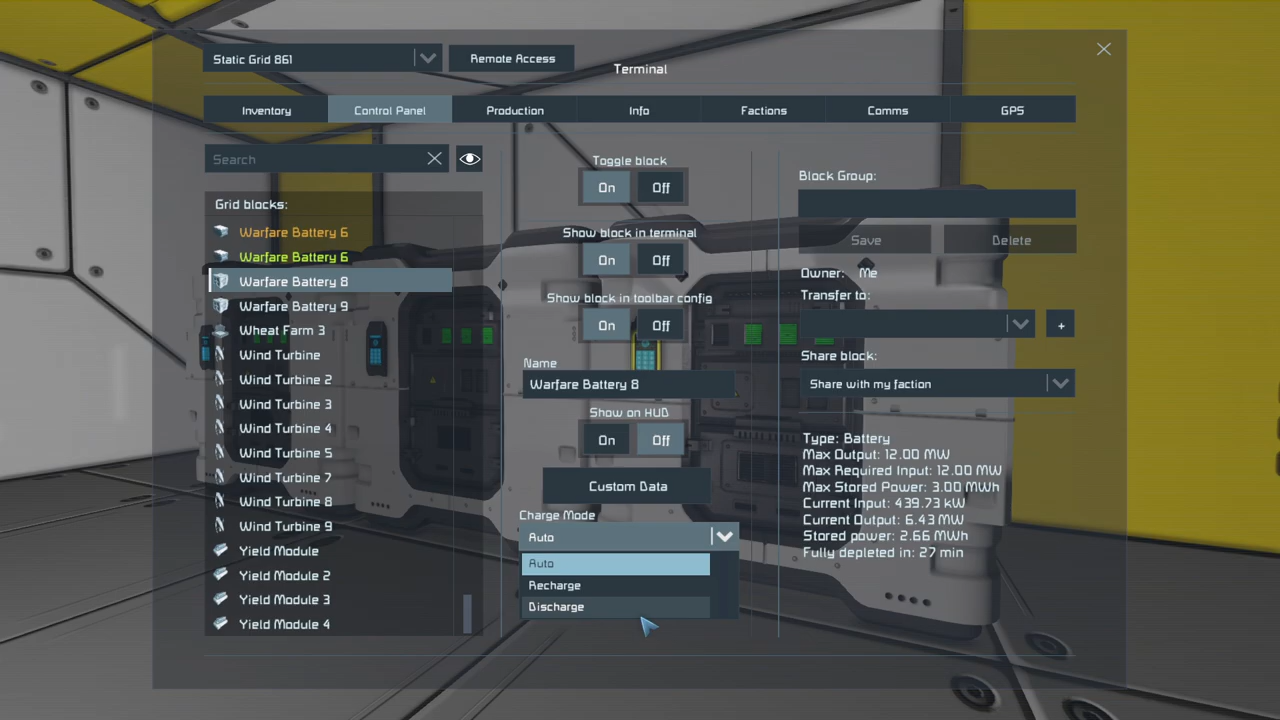 Static Grid 861
Remote Access
Terminal
Inventory
Control Panel
Production
Info
Factions
Comms
GPS
Search
Grid blocks:
Warfare Battery 6
Warfare Battery 6
Warfare Battery 8
Warfare Battery 9
Wheat Farm 3
Wind Turbine
Wind Turbine 2
Wind Turbine 3
Wind Turbine 4
Wind Turbine 5
Wind Turbine 7
Wind Turbine 8
Wind Turbine 9
Yield Module
Yield Module 2
Yield Module 3
Yield Module 4
Toggle block
On Off
Show block in terminal
On Off
Show block in toolbar config
On Off
Name
Warfare Battery 8
Show on HUD
On Off
Custom Data
Charge Mode
Auto
Auto
Recharge
Discharge
Block Group:
Save
Delete
Owner: Me
Transfer to:
+
Share block:
Share with my faction
Type: Battery
Max Output: 12.00 MW
Max Required Input: 12.00 MW
Max Stored Power: 3.00 MWh
Current Input: 439.73 kW
Current Output: 6.43 MW
Stored power: 2.66 MWh
Fully depleted in: 27 min